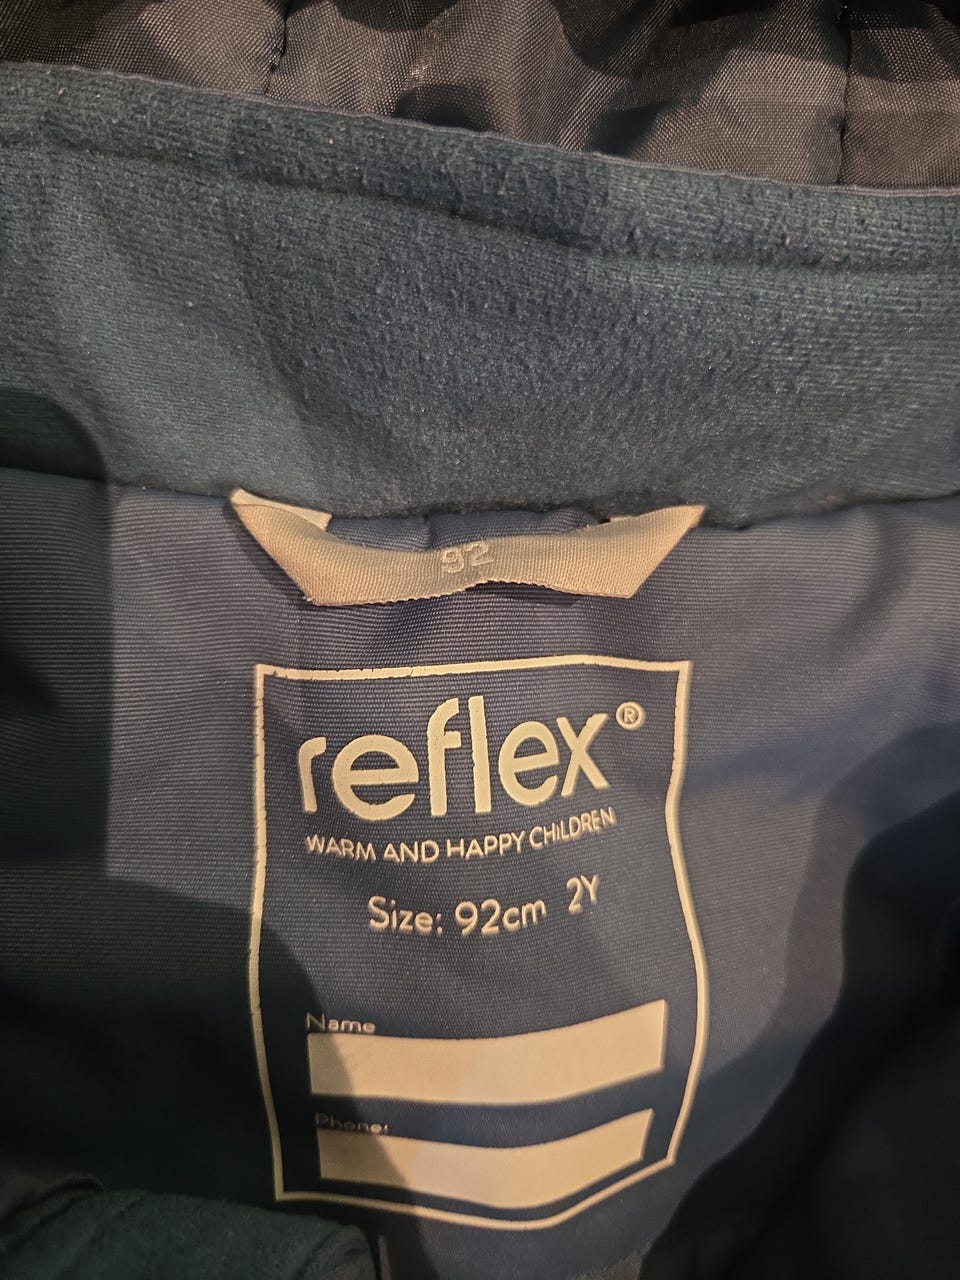 92
reflex®
WARM AND HAPPY CHILDREN
Size: 92cm 2Y
Name
Phone: